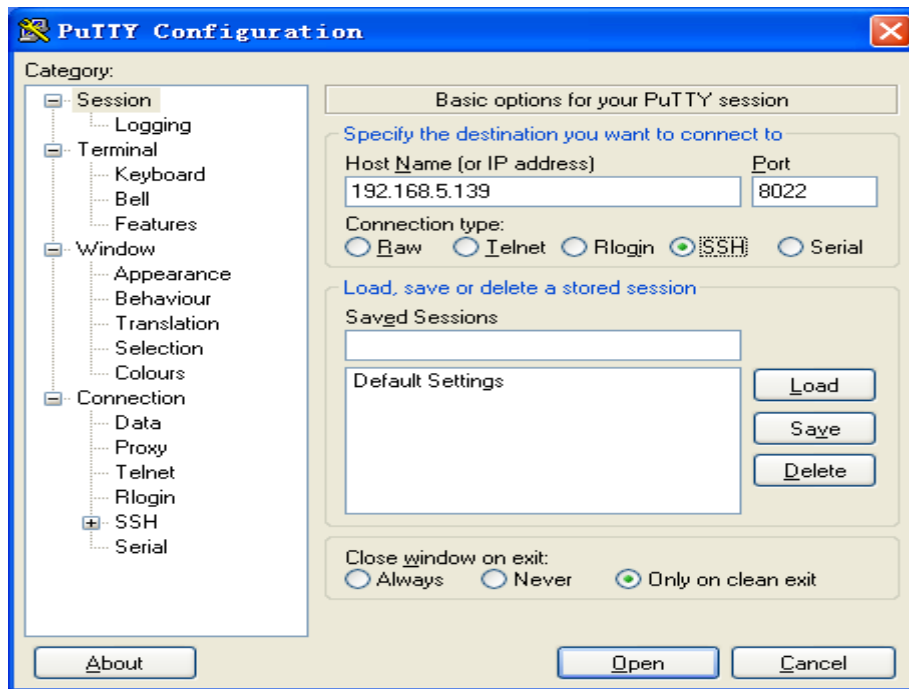 PuTTY Configuration
Category:
Session
Logging
Terminal
Keyboard
Bell
Features
Window
Appearance
Behaviour
Translation
Selection
Colours
Connection
Data
Proxy
Telnet
Rlogin
SSH
Serial
Basic options for your PuTTY session
Specify the destination you want to connect to
Host Name (or IP address) Port
192.168.5.139 8022
Connection type:
Raw Telnet Rlogin SSH Serial
Load, save or delete a stored session
Saved Sessions
Default Settings
Load
Save
Delete
Close window on exit:
Always Never Only on clean exit
About Open Cancel